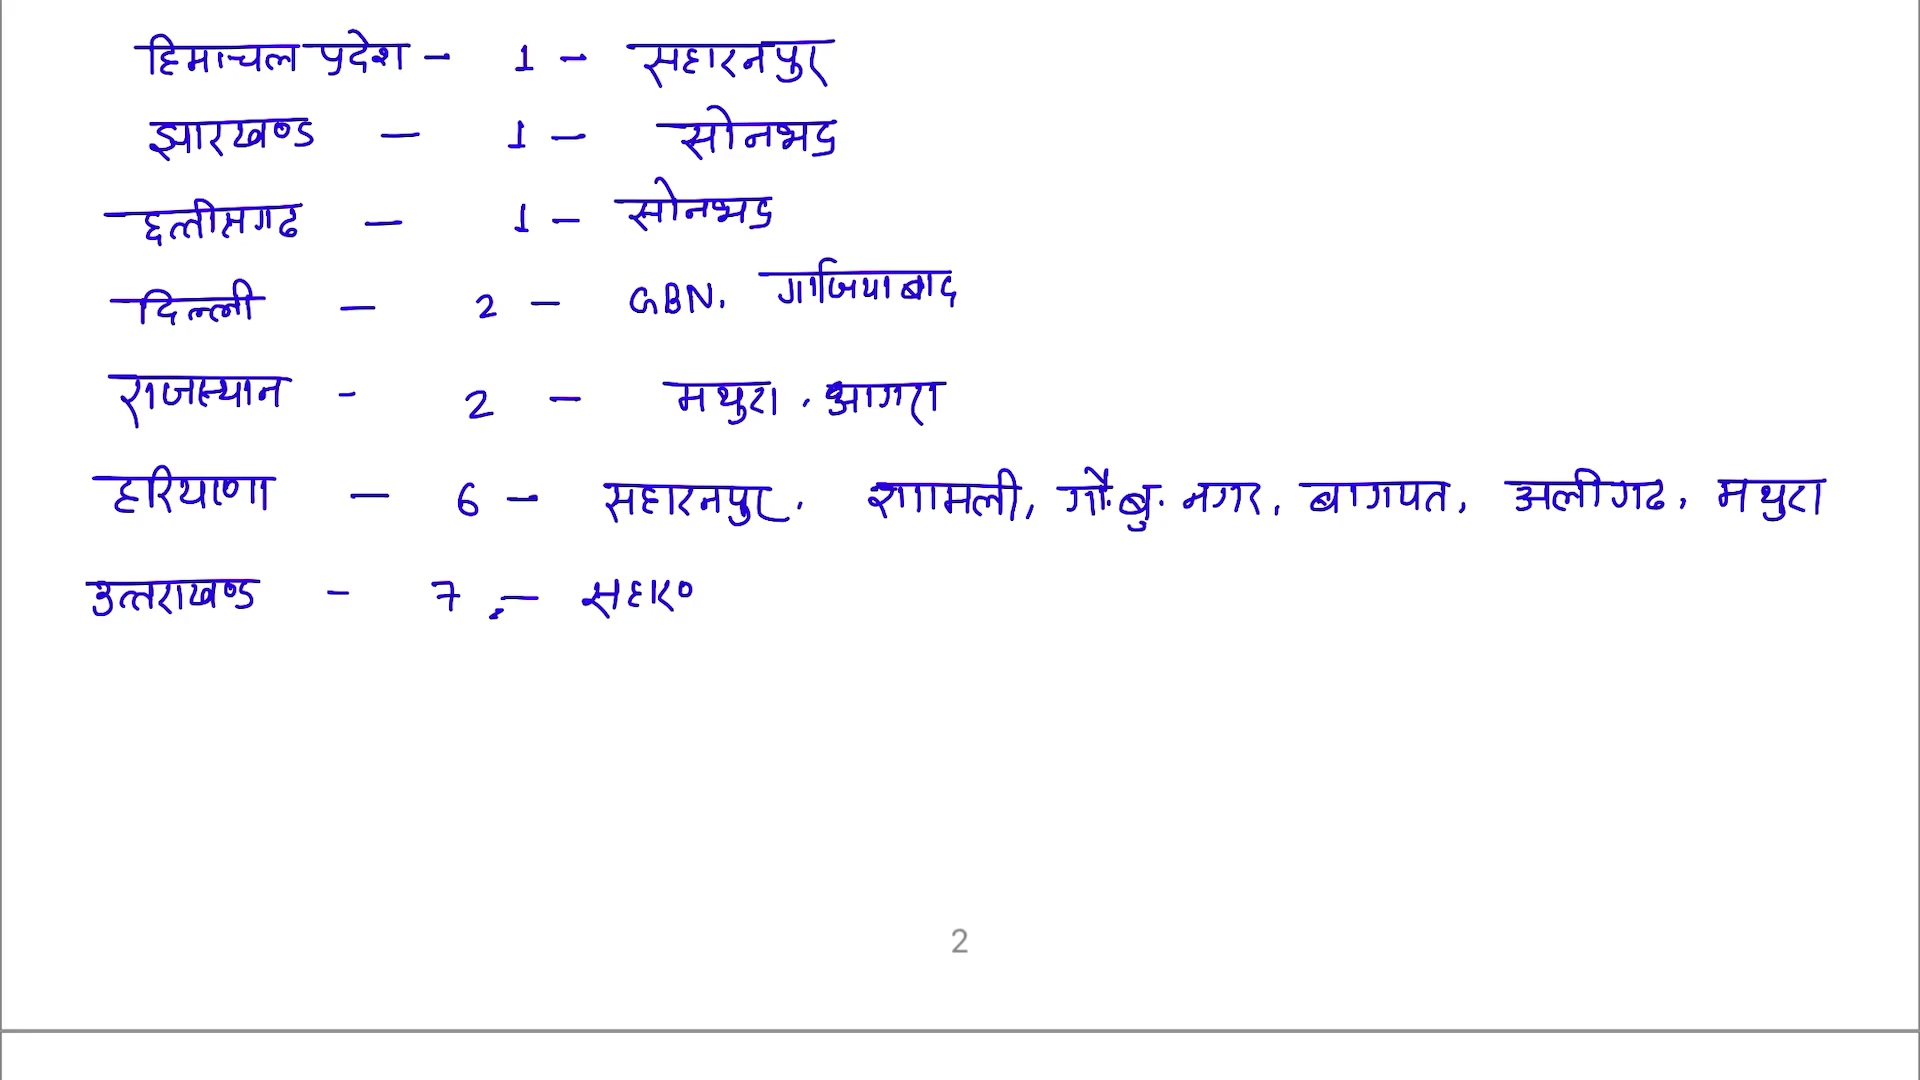 हिमाचल प्रदेश - 1 - सहारनपुर
झारखण्ड - 1 - सोनभद्र
छत्तीसगढ - 1 - सोनभद्र
दिल्ली - 2 - GBN, गाजियाबाद
राजस्थान - 2 - मथुरा, आगरा
हरियाणा - 6 - सहारनपुर, शामली, गौ.बु. नगर, बागपत, अलीगढ, मथुरा
उत्तराखण्ड - 7 - सहार०
2